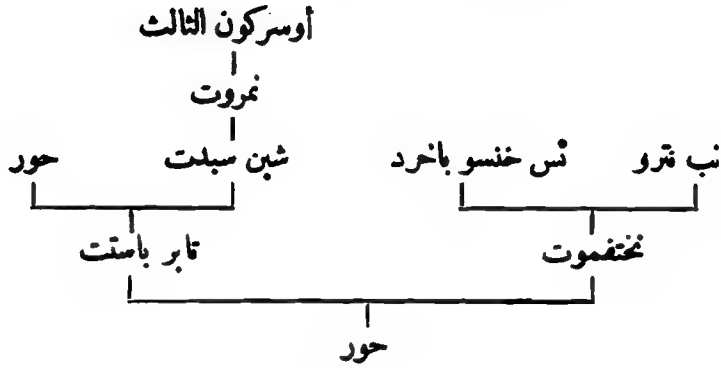 أوسركون الثالث
نمروت
نب نترو نس خنسو باخرد شبن سبدت حور
نختفموت تابر باستت
حور